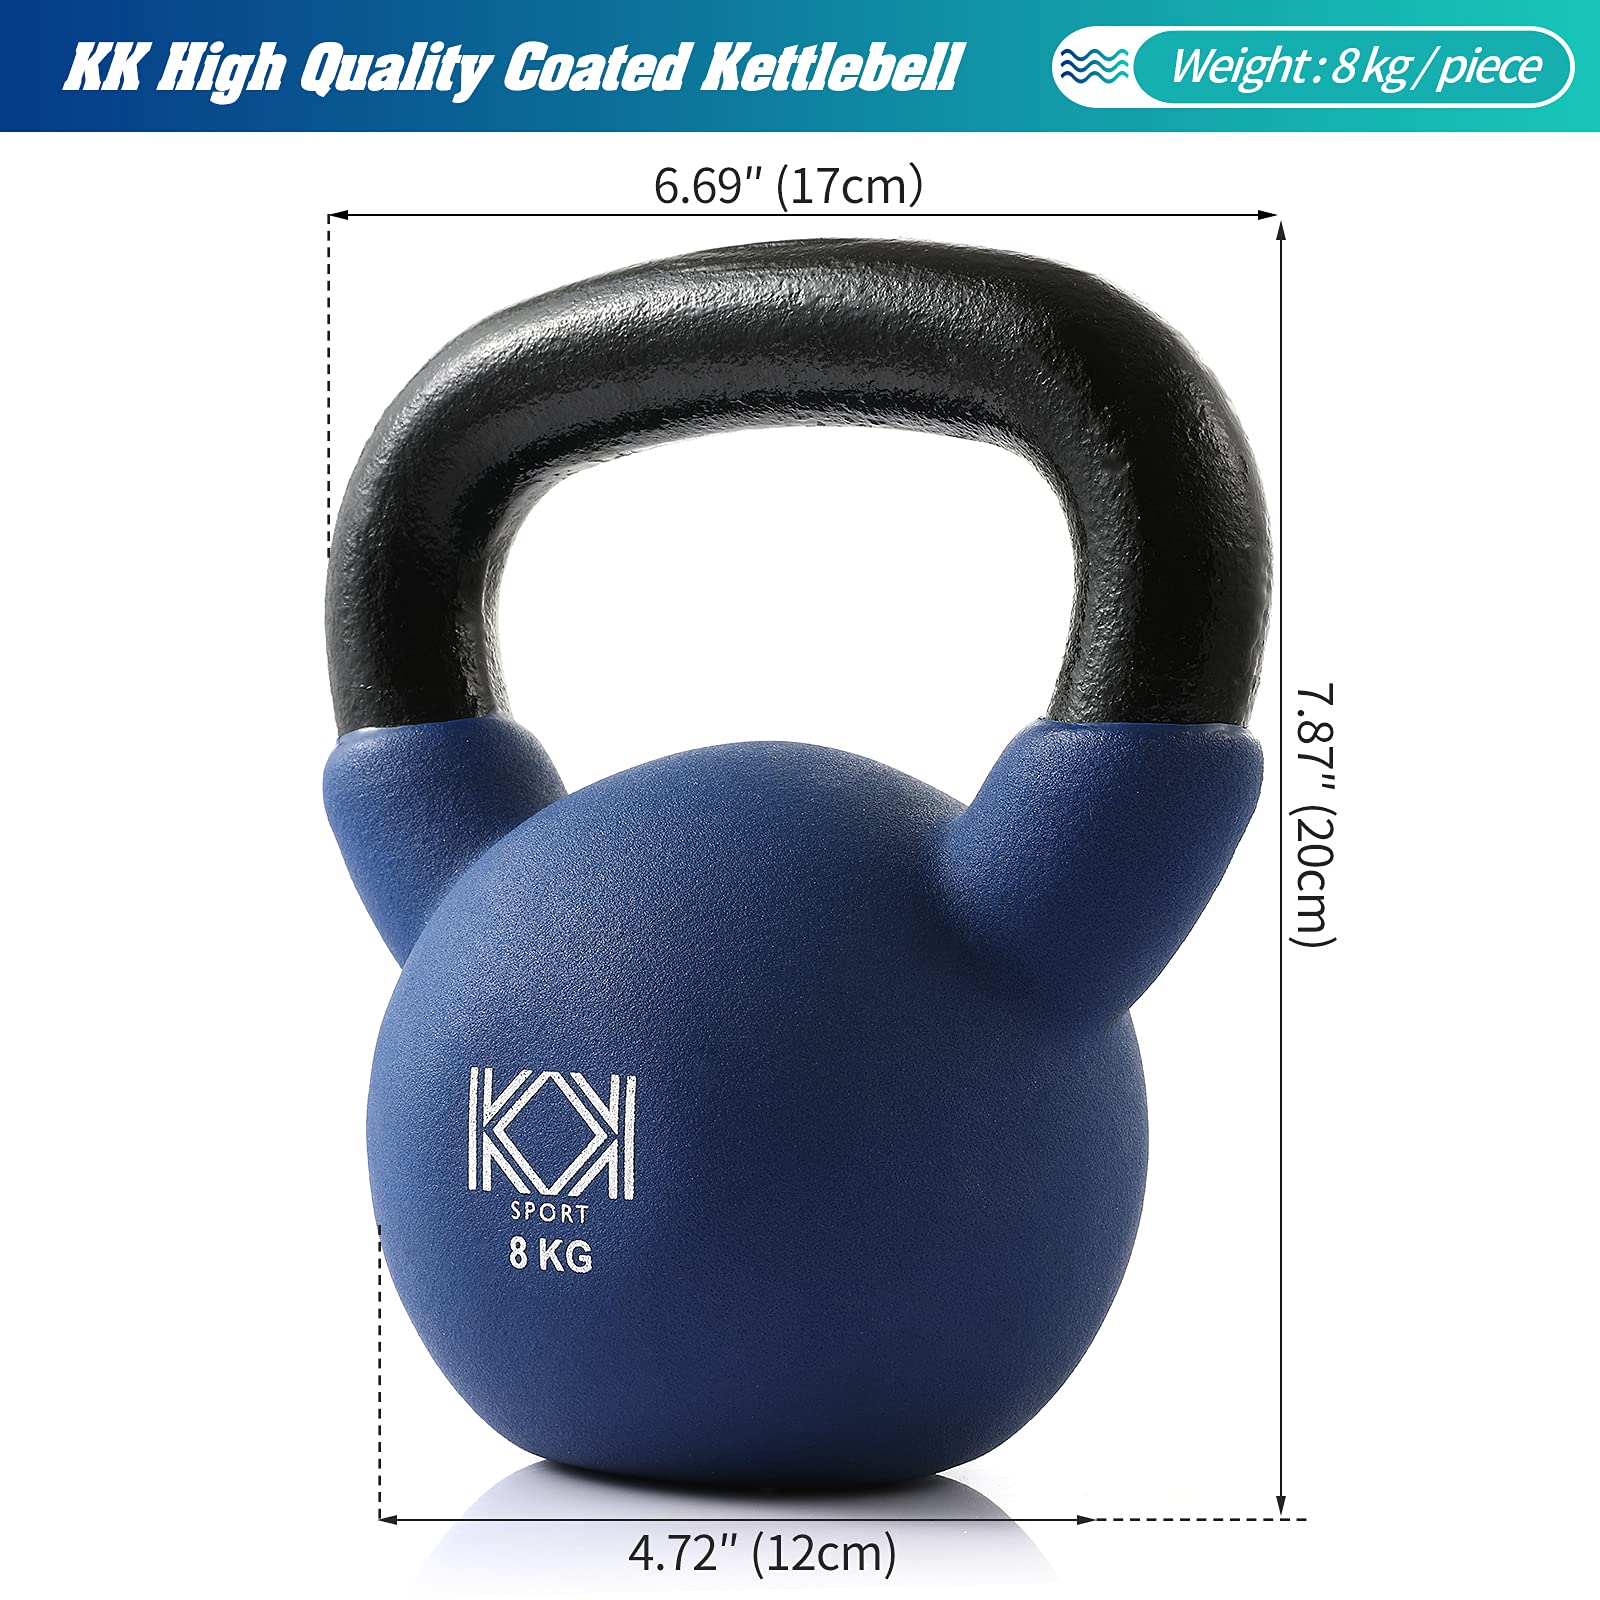 KK High Quality Coated Kettlebell
Weight : 8 kg / piece
6.69" (17cm)
7.87" (20cm)
KK
SPORT
8 KG
4.72" (12cm)